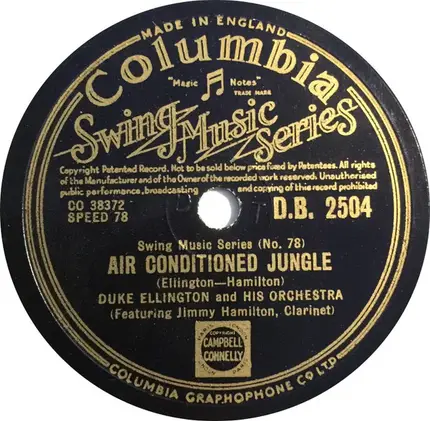 MADE IN ENGLAND
Columbia
"Magic Notes"
TRADE MARK
Swing Music Series
Copyright Patented Record. Not to be sold below price fixed by Patentees. All rights
of the Manufacturer and of the Owner of the recorded work reserved. Unauthorised
public performance, broadcasting and copying of this record prohibited
CO 38372
SPEED 78
D.B. 2504
Swing Music Series (No. 78)
AIR CONDITIONED JUNGLE
(Ellington—Hamilton)
DUKE ELLINGTON and HIS ORCHESTRA
(Featuring Jimmy Hamilton, Clarinet)
COPYRIGHT
CAMPBELL
CONNELLY
COLUMBIA GRAPHOPHONE CO LTD